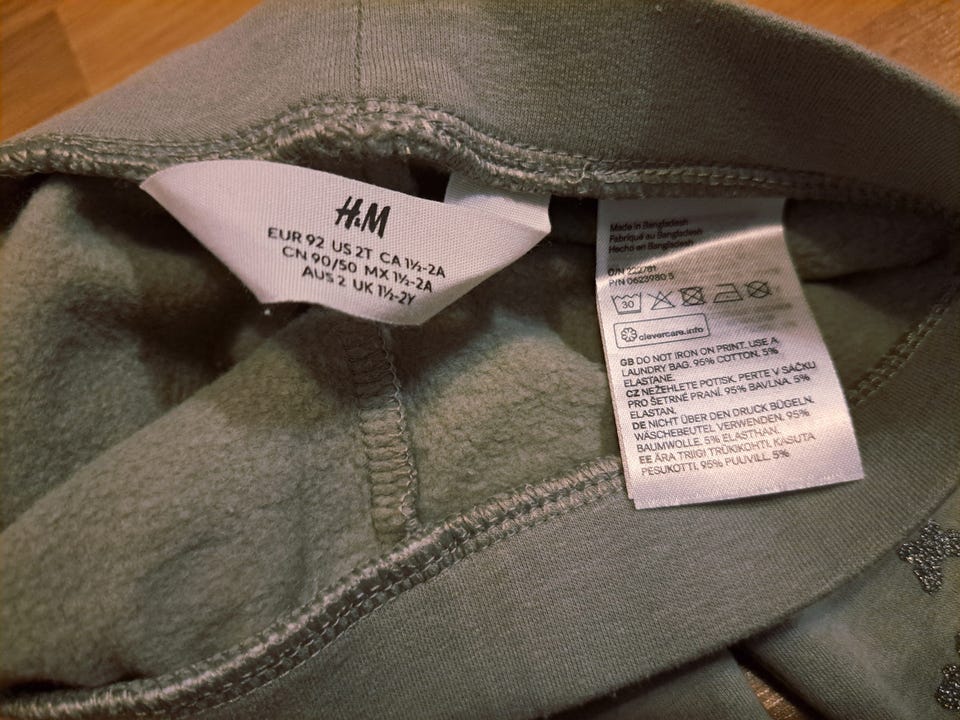 H&M
EUR 92 US 2T CA 1½-2A
CN 90/50 MX 1½-2A
AUS 2 UK 1½-2Y
Made in Bangladesh
Fabriqué au Bangladesh
Hecho en Bangladesh
O/N 222781
P/N 0623980 5
30
clevercare.info
GB DO NOT IRON ON PRINT. USE A
LAUNDRY BAG. 95% COTTON. 5%
ELASTANE.
CZ NEŽEHLETE POTISK. PERTE V SÁČKU
PRO ŠETRNÉ PRANÍ. 95% BAVLNA. 5%
ELASTAN.
DE NICHT ÜBER DEN DRUCK BÜGELN.
WÄSCHEBEUTEL VERWENDEN. 95%
BAUMWOLLE. 5% ELASTHAN.
EE ÄRA TRIIGI TRÜKIKOHTI. KASUTA
PESUKOTTI. 95% PUUVILL. 5%